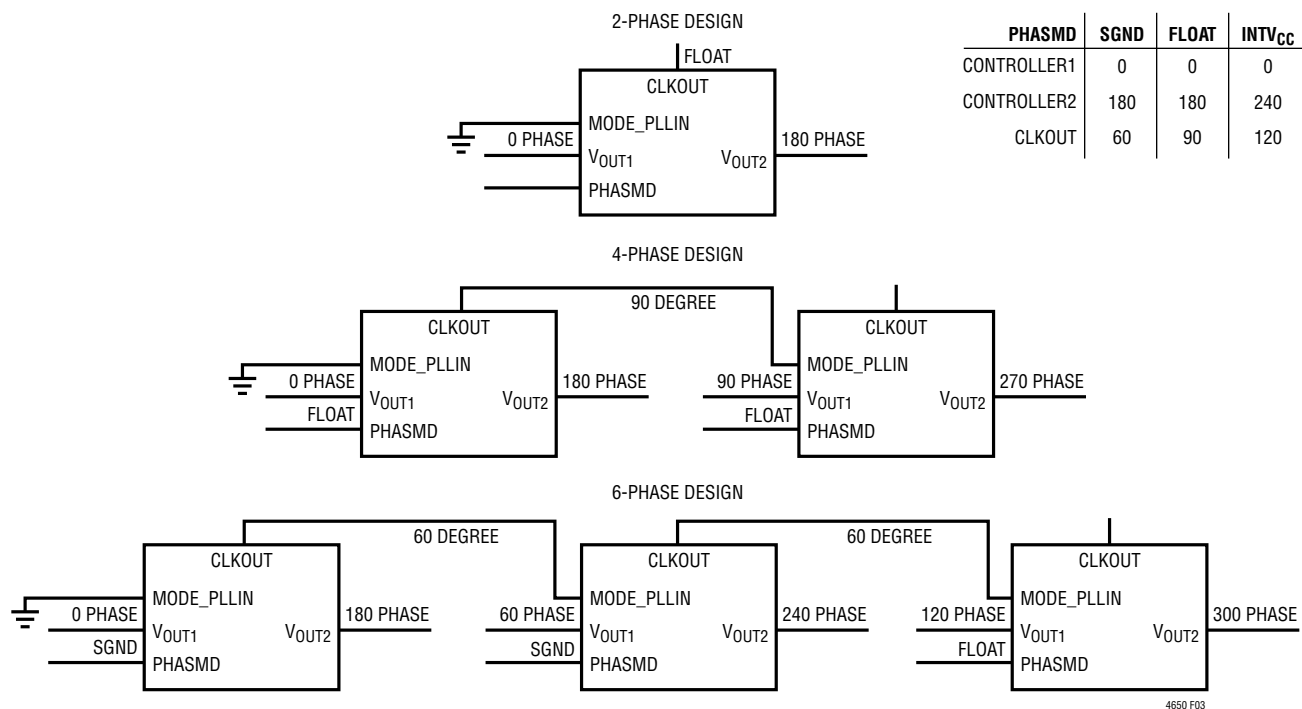 2-PHASE DESIGN
FLOAT
CLKOUT
MODE_PLLIN
0 PHASE
VOUT1
VOUT2
180 PHASE
PHASMD
PHASMD SGND FLOAT INTVCC
CONTROLLER1 0 0 0
CONTROLLER2 180 180 240
CLKOUT 60 90 120
4-PHASE DESIGN
90 DEGREE
CLKOUT
MODE_PLLIN
0 PHASE
VOUT1
VOUT2
180 PHASE
FLOAT
PHASMD
CLKOUT
MODE_PLLIN
90 PHASE
VOUT1
VOUT2
270 PHASE
FLOAT
PHASMD
6-PHASE DESIGN
60 DEGREE
60 DEGREE
CLKOUT
MODE_PLLIN
0 PHASE
VOUT1
VOUT2
180 PHASE
SGND
PHASMD
CLKOUT
MODE_PLLIN
60 PHASE
VOUT1
VOUT2
240 PHASE
SGND
PHASMD
CLKOUT
MODE_PLLIN
120 PHASE
VOUT1
VOUT2
300 PHASE
FLOAT
PHASMD
4650 F03